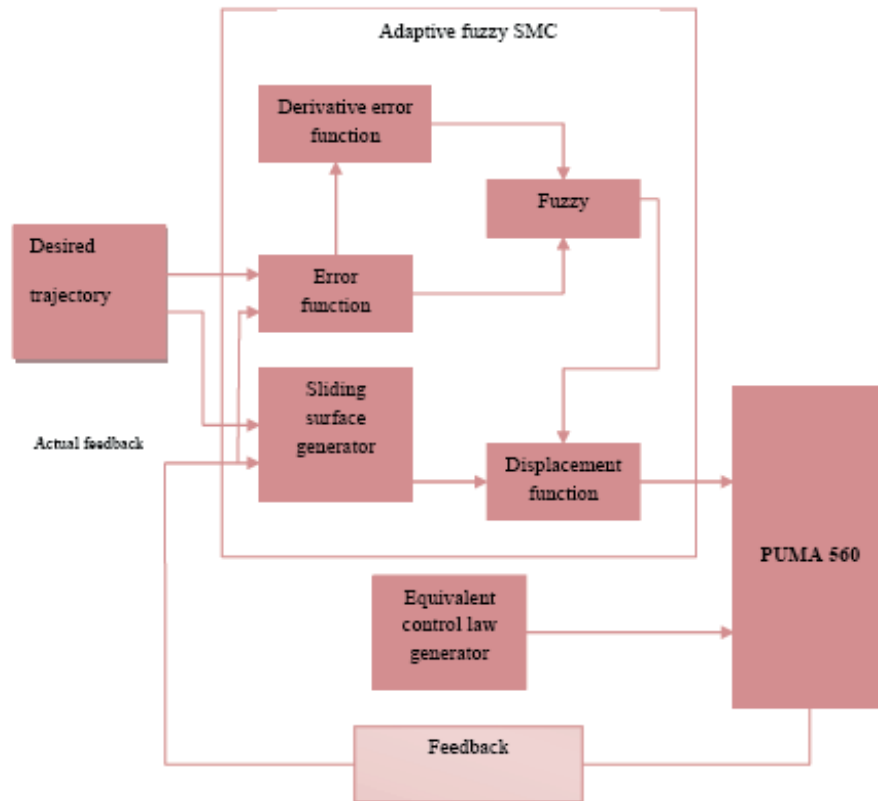 Adaptive fuzzy SMC
Derivative error
function
Fuzzy
Desired
trajectory
Error
function
Sliding
surface
generator
Actual feedback
Displacement
function
PUMA 560
Equivalent
control law
generator
Feedback